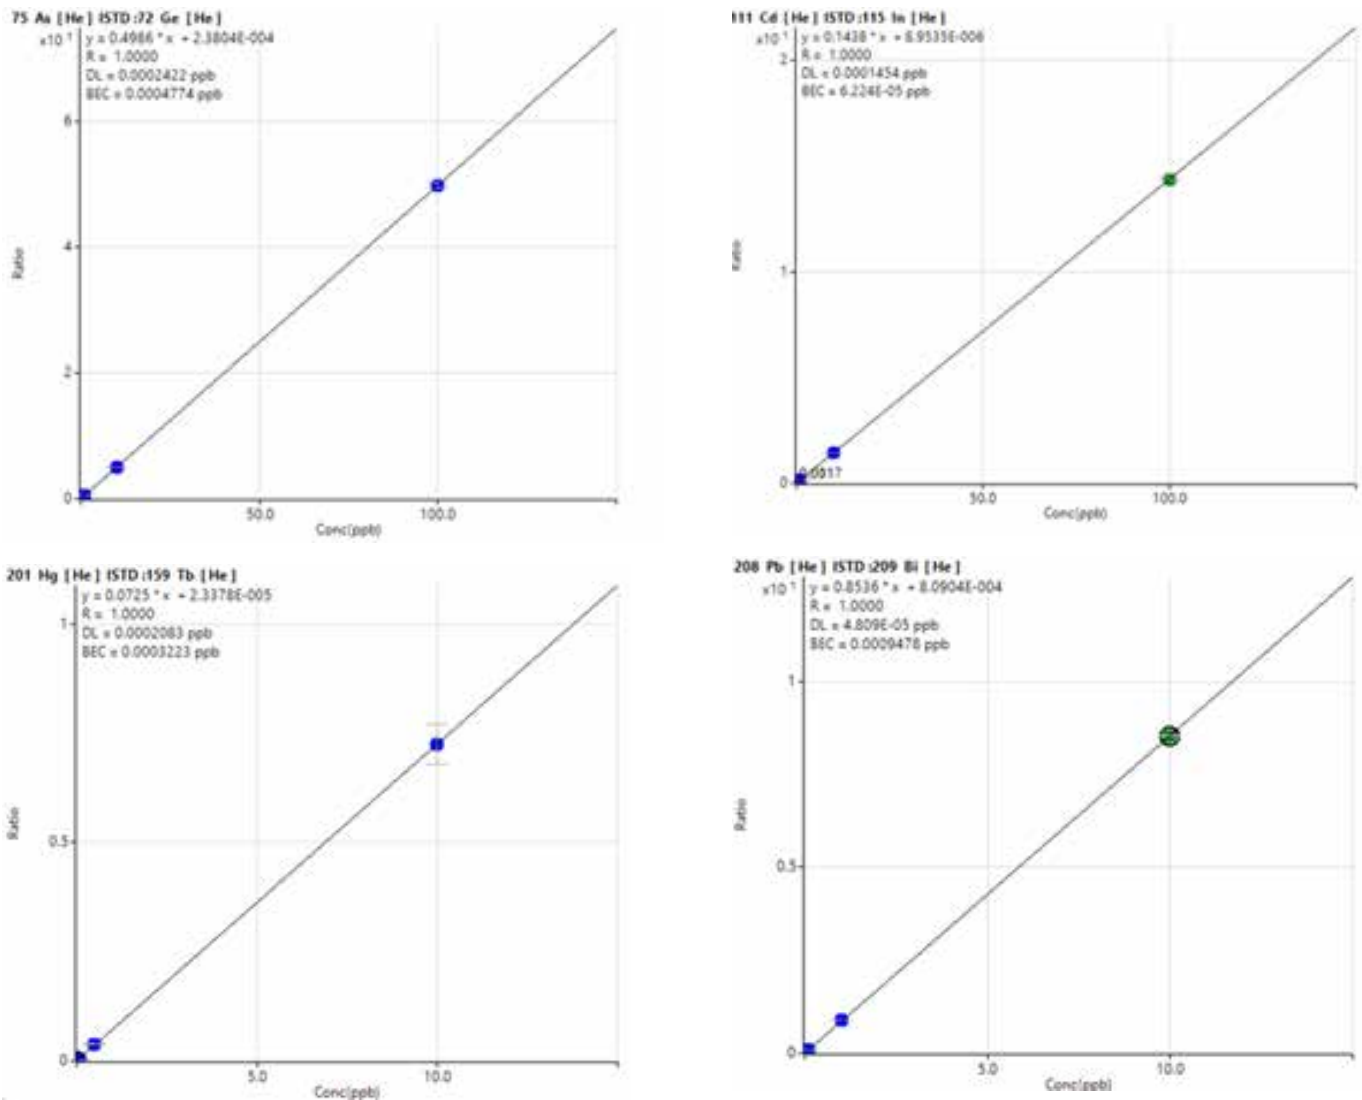 75 As [He] ISTD:72 Ge [He]
x10¹
y = 0.4986 * x + 2.3804E-004
R = 1.0000
DL = 0.0002422 ppb
BEC = 0.0004774 ppb
6
4
2
0
Ratio
50.0
100.0
Conc(ppb)
111 Cd [He] ISTD:115 In [He]
x10¹
y = 0.1438 * x + 8.9535E-006
R = 1.0000
DL = 0.0001454 ppb
BEC = 6.224E-05 ppb
2
1
0
0.0017
Ratio
50.0
100.0
Conc(ppb)
201 Hg [He] ISTD:159 Tb [He]
y = 0.0725 * x + 2.3378E-005
R = 1.0000
DL = 0.0002083 ppb
BEC = 0.0003223 ppb
1
0.5
0
Ratio
5.0
10.0
Conc(ppb)
208 Pb [He] ISTD:209 Bi [He]
x10¹
y = 0.8536 * x + 8.0904E-004
R = 1.0000
DL = 4.809E-05 ppb
BEC = 0.0009478 ppb
1
0.5
0
Ratio
5.0
10.0
Conc(ppb)